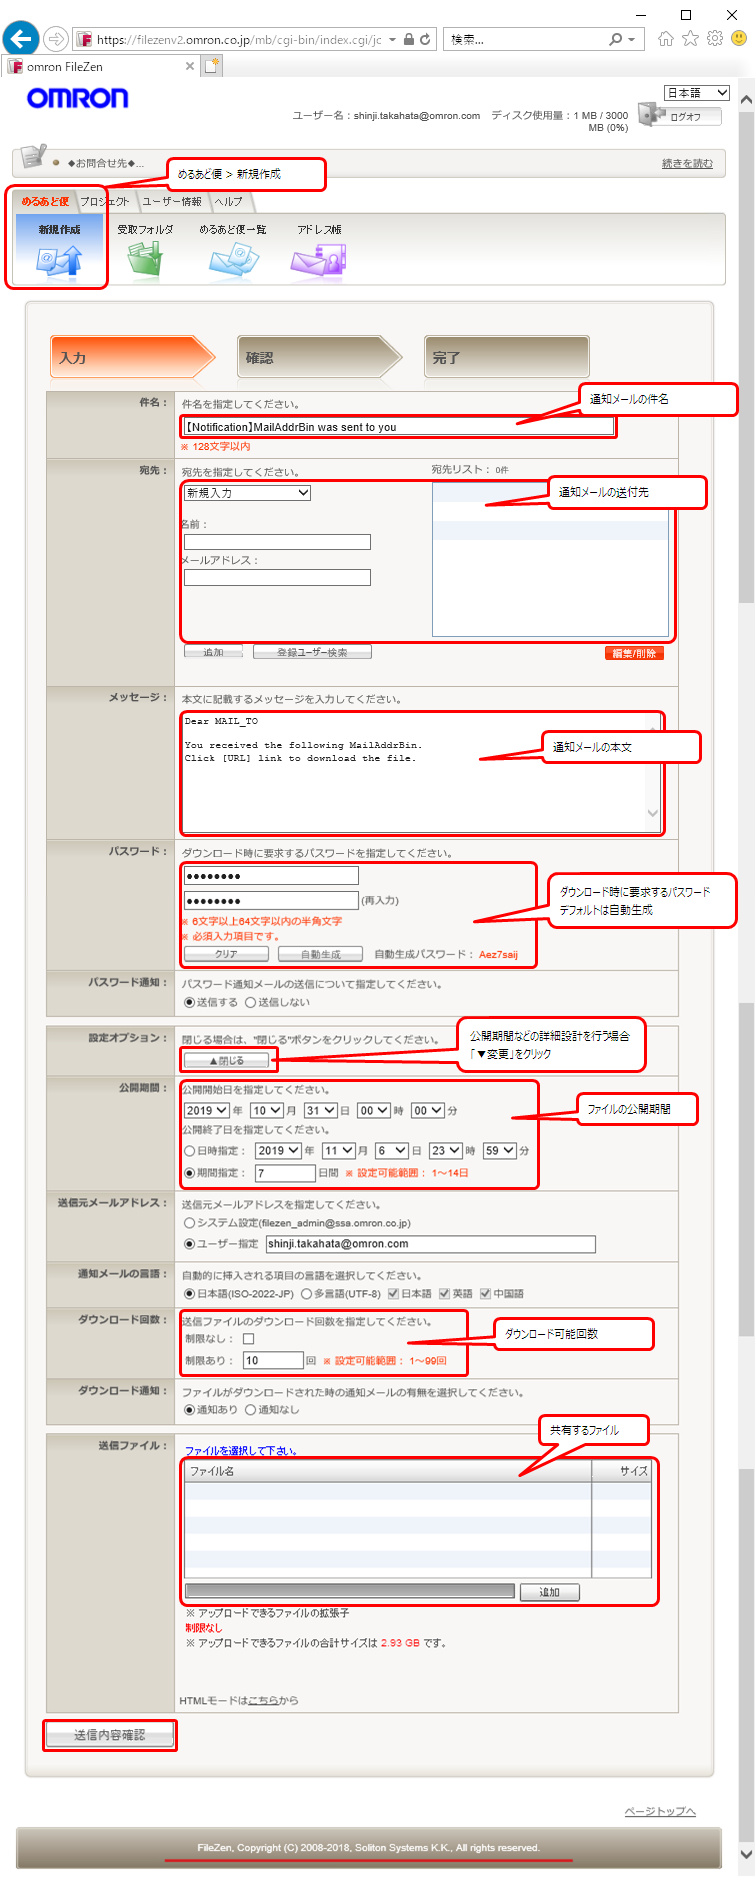 https://filezenv2.omron.co.jp/mb/cgi-bin/index.cgi/jc
検索...
omron FileZen
OMRON
日本語
ユーザー名：shinji.takahata@omron.com ディスク使用量：1 MB / 3000 MB (0%)
ログオフ
◆お問合せ先◆...
続きを読む
めるあど便 > 新規作成
めるあど便 プロジェクト ユーザー情報 ヘルプ
新規作成 受取フォルダ めるあど便一覧 アドレス帳
入力 確認 完了
件名： 件名を指定してください。
通知メールの件名
【Notification】MailAddrBin was sent to you
※ 128文字以内
宛先： 宛先を指定してください。 宛先リスト： 0件
新規入力
通知メールの送付先
名前：
メールアドレス：
追加 登録ユーザー検索 編集/削除
メッセージ： 本文に記載するメッセージを入力してください。
Dear MAIL_TO
You received the following MailAddrBin.
Click [URL] link to download the file.
通知メールの本文
パスワード： ダウンロード時に要求するパスワードを指定してください。
●●●●●●●●
●●●●●●●● (再入力)
ダウンロード時に要求するパスワード
デフォルトは自動生成
※ 6文字以上64文字以内の半角文字
※ 必須入力項目です。
クリア 自動生成 自動生成パスワード： Aez7saij
パスワード通知： パスワード通知メールの送信について指定してください。
送信する 送信しない
設定オプション： 閉じる場合は、"閉じる"ボタンをクリックしてください。
▲閉じる
公開期間などの詳細設計を行う場合
「▼変更」をクリック
公開期間： 公開開始日を指定してください。
2019 年 10 月 31 日 00 時 00 分
ファイルの公開期間
公開終了日を指定してください。
日時指定： 2019 年 11 月 6 日 23 時 59 分
期間指定： 7 日間 ※ 設定可能範囲： 1～14日
送信元メールアドレス： 送信元メールアドレスを指定してください。
システム設定(filezen_admin@ssa.omron.co.jp)
ユーザー指定 shinji.takahata@omron.com
通知メールの言語： 自動的に挿入される項目の言語を選択してください。
日本語(ISO-2022-JP) 多言語(UTF-8) 日本語 英語 中国語
ダウンロード回数： 送信ファイルのダウンロード回数を指定してください。
制限なし：
ダウンロード可能回数
制限あり： 10 回 ※ 設定可能範囲： 1～99回
ダウンロード通知： ファイルがダウンロードされた時の通知メールの有無を選択してください。
通知あり 通知なし
共有するファイル
送信ファイル： ファイルを選択して下さい。
ファイル名 サイズ
追加
※ アップロードできるファイルの拡張子
制限なし
※ アップロードできるファイルの合計サイズは 2.93 GB です。
HTMLモードはこちらから
送信内容確認
ページトップへ
FileZen, Copyright (C) 2008-2018, Soliton Systems K.K., All rights reserved.